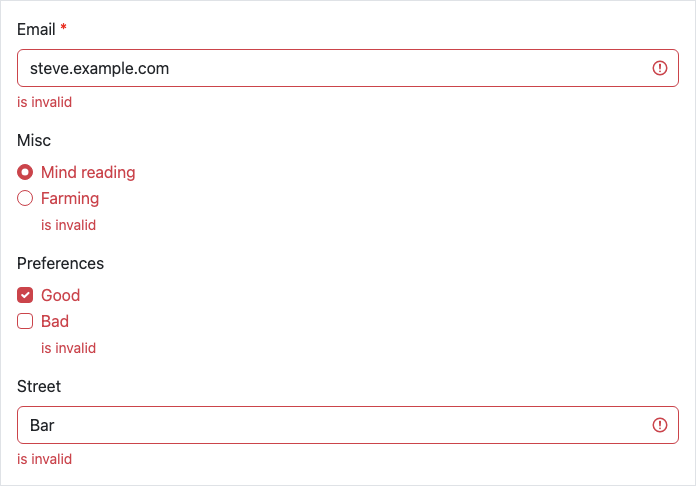 Email *
steve.example.com
is invalid
Misc
Mind reading
Farming
is invalid
Preferences
Good
Bad
is invalid
Street
Bar
is invalid